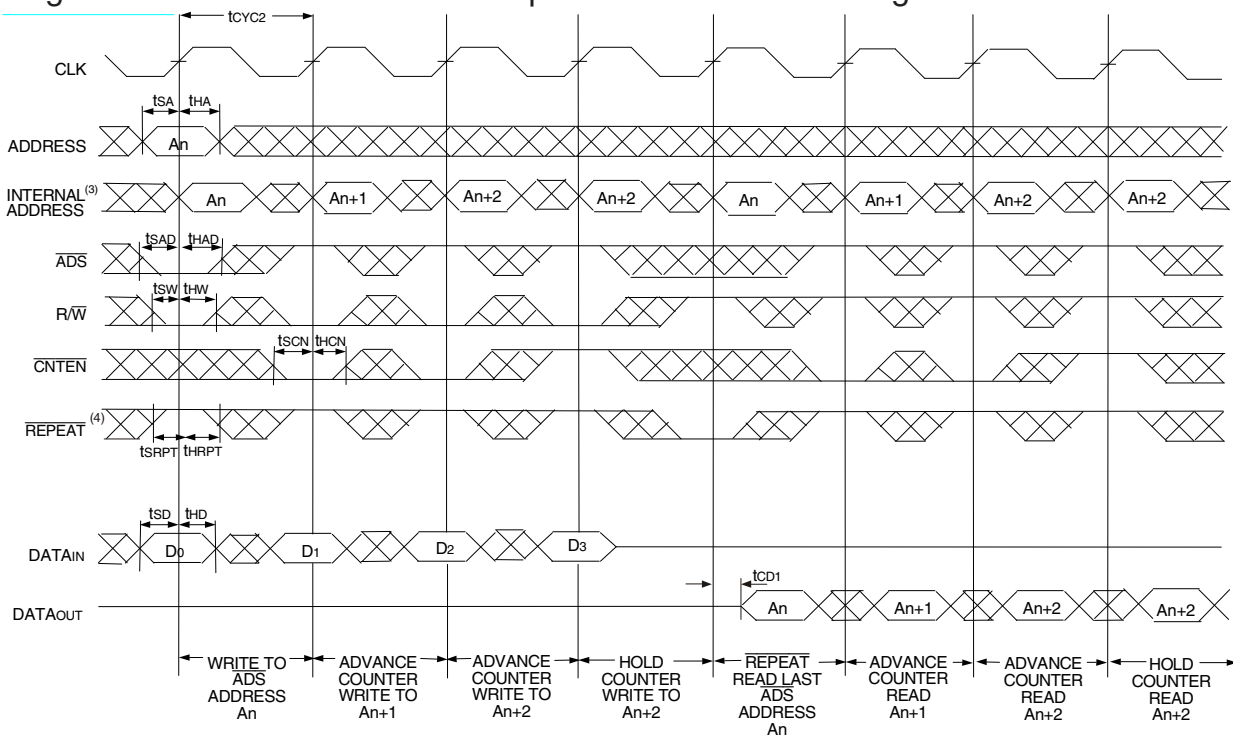 tCYC2
CLK
tSA tHA
ADDRESS An
INTERNAL(3) ADDRESS An An+1 An+2 An+2 An An+1 An+2 An+2
tSAD tHAD
ADS
tSW tHW
R/W
tSCN tHCN
CNTEN
REPEAT (4)
tSRPT tHRPT
tSD tHD
DATAIN D0 D1 D2 D3
tCD1
DATAOUT An An+1 An+2 An+2
WRITE TO ADS ADDRESS An
ADVANCE COUNTER WRITE TO An+1
ADVANCE COUNTER WRITE TO An+2
HOLD COUNTER WRITE TO An+2
REPEAT READ LAST ADS ADDRESS An
ADVANCE COUNTER READ An+1
ADVANCE COUNTER READ An+2
HOLD COUNTER READ An+2